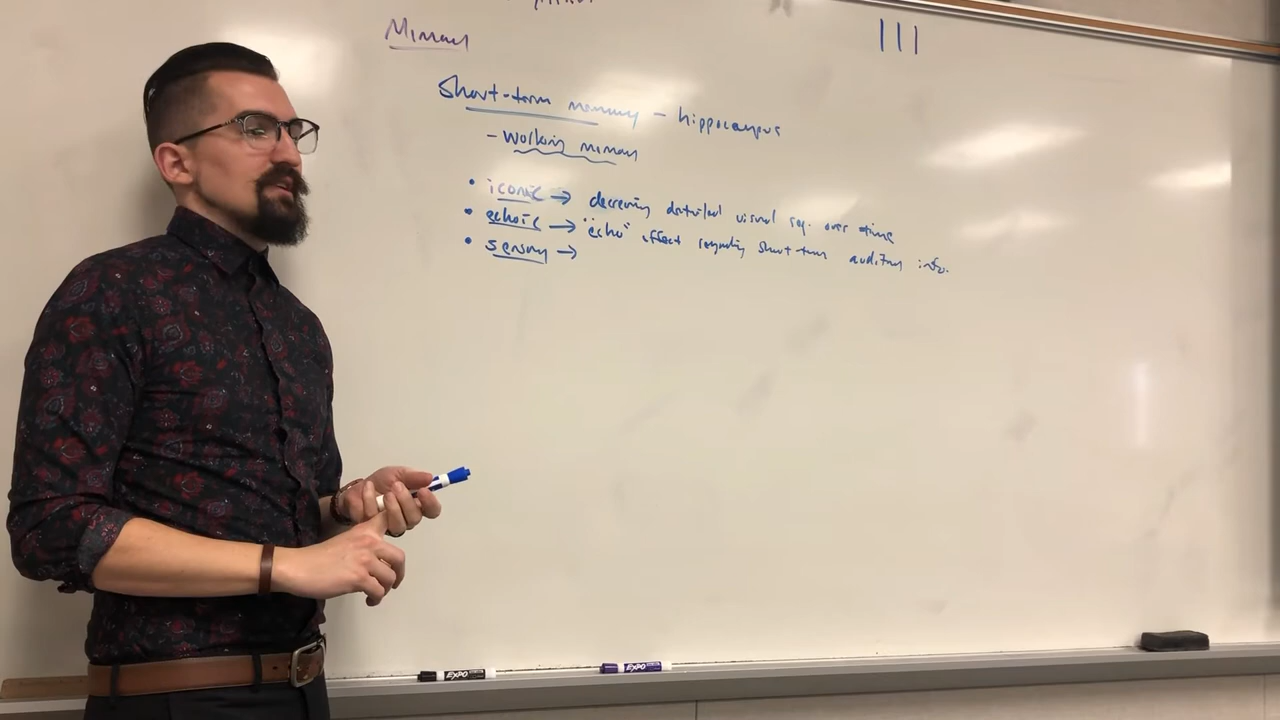 Memory
III
Short-term memory - hippocampus
- Working memory
• iconic → decreasing detailed visual rep. over time
• echoic → "echo" effect regarding short-term auditory info.
• sensory →
EXPO
EXPO